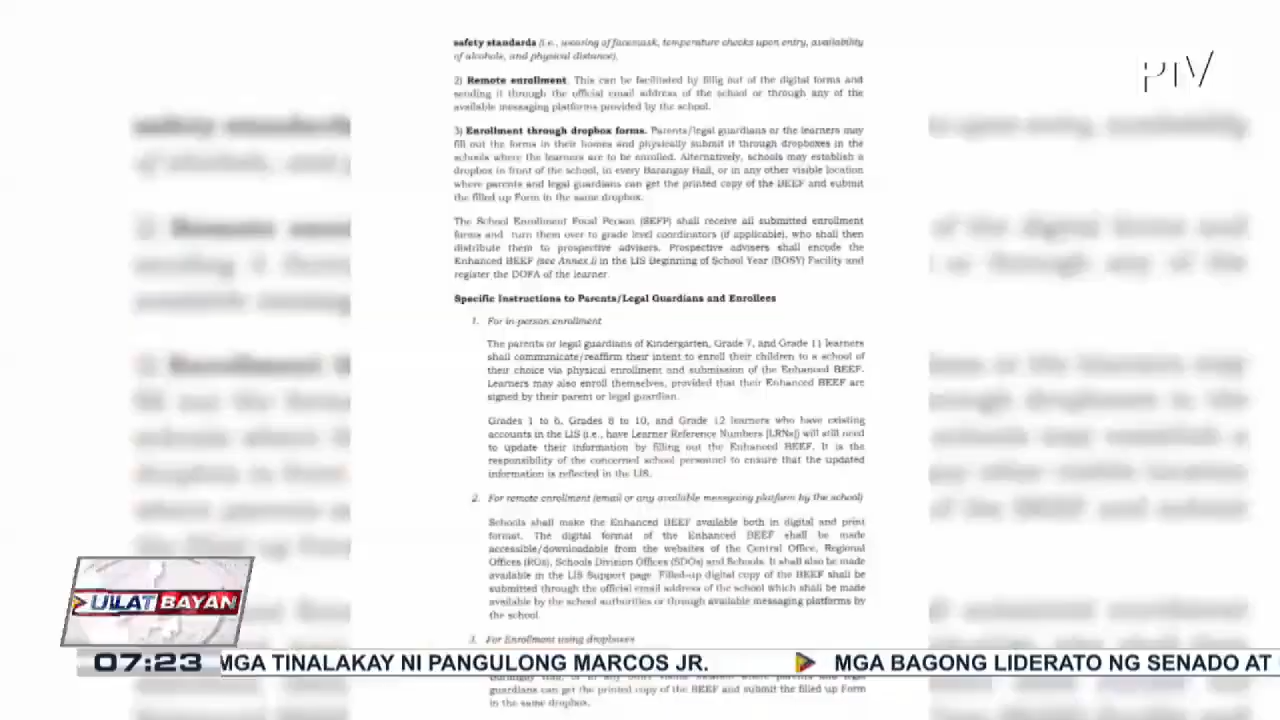 safety standards (i.e., wearing of facemask, temperature checks upon entry, availability
of alcohols, and physical distance).
2) Remote enrollment. This can be facilitated by fillig out of the digital forms and
sending it through the official email address of the school or through any of the
available messaging platforms provided by the school.
3) Enrollment through dropbox forms. Parents/legal guardians or the learners may
fill out the forms in their homes and physically submit it through dropboxes in the
schools where the learners are to be enrolled. Alternatively, schools may establish a
dropbox in front of the school, in every Barangay Hall, or in any other visible location
where parents and legal guardians can get the printed copy of the BEEF and submit
the filled up Form in the same dropbox.
The School Enrollment Focal Person (SEFP) shall receive all submitted enrollment
forms and turn them over to grade level coordinators (if applicable), who shall then
distribute them to prospective advisers. Prospective advisers shall encode the
Enhanced BEEF (see Annex 1) in the LIS Beginning of School Year (BOSY) Facility and
register the DOFA of the learner.
Specific Instructions to Parents/Legal Guardians and Enrollees
1. For in-person enrollment
The parents or legal guardians of Kindergarten, Grade 7, and Grade 11 learners
shall communicate/reaffirm their intent to enroll their children to a school of
their choice via physical enrollment and submission of the Enhanced BEEF.
Learners may also enroll themselves, provided that their Enhanced BEEF are
signed by their parent or legal guardian.
Grades 1 to 6, Grades 8 to 10, and Grade 12 learners who have existing
accounts in the LIS (i.e., have Learner Reference Numbers [LRNs]) will still need
to update their information by filling out the Enhanced BEEF. It is the
responsibility of the concerned school personnel to ensure that the updated
information is reflected in the LIS.
2. For remote enrollment (email or any available messaging platform by the school)
Schools shall make the Enhanced BEEF available both in digital and print
format. The digital format of the Enhanced BEEF shall be made
accessible/downloadable from the websites of the Central Office, Regional
Offices (ROs), Schools Division Offices (SDOs) and Schools. It shall also be made
available in the LIS Support page. Filled-up digital copy of the BEEF shall be
submitted through the official email address of the school which shall be made
available by the school authorities or through available messaging platforms by
the school.
3. For Enrollment using dropboxes
guardians can get the printed copy of the BEEF and submit the filled up Form
in the same dropbox.
PTV
ULAT BAYAN
07:23 MGA TINALAKAY NI PANGULONG MARCOS JR. MGA BAGONG LIDERATO NG SENADO AT